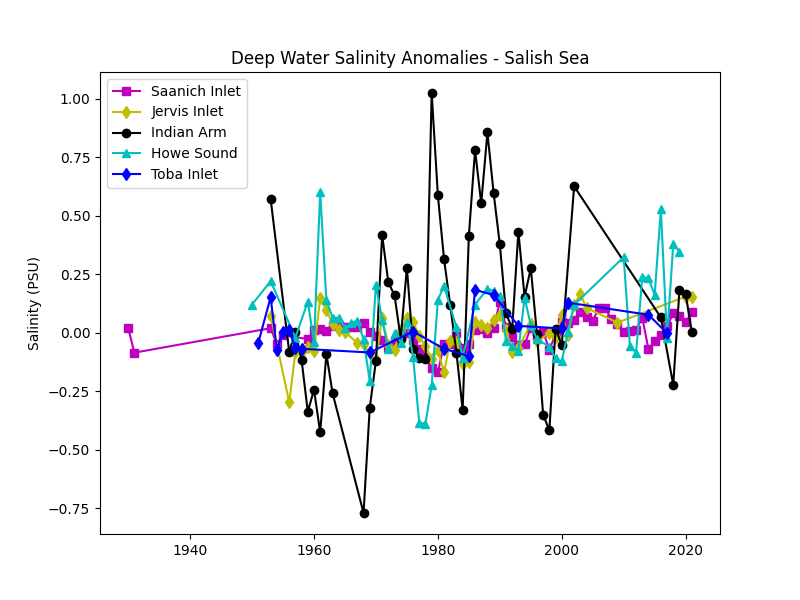 Deep Water Salinity Anomalies - Salish Sea
Saanich Inlet
Jervis Inlet
Indian Arm
Howe Sound
Toba Inlet
Salinity (PSU)
1.00
0.75
0.50
0.25
0.00
−0.25
−0.50
−0.75
1940 1960 1980 2000 2020